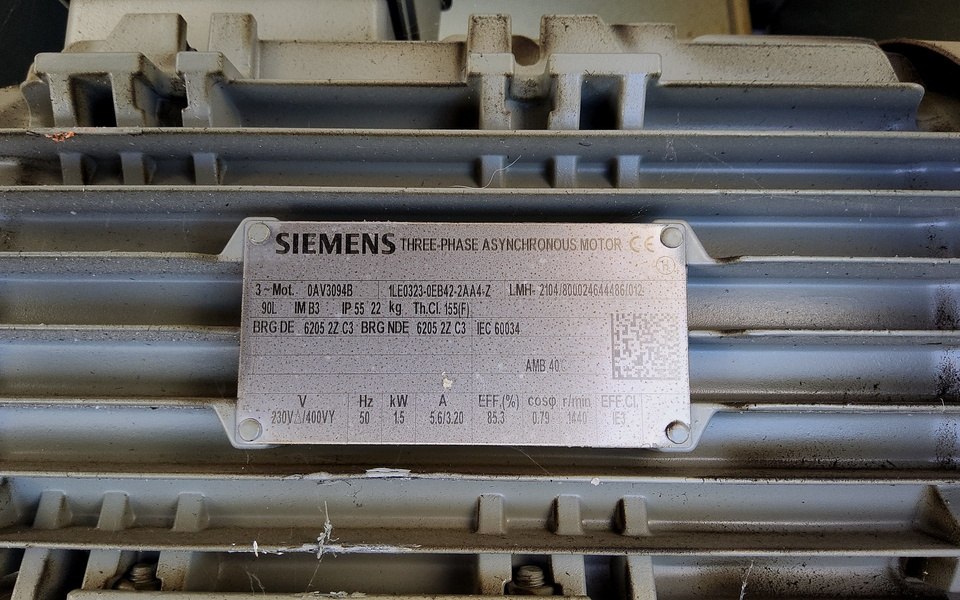 SIEMENS THREE-PHASE ASYNCHRONOUS MOTOR CE
3~Mot. 0AV3094B 1LE0323-0EB42-2AA4-Z LMH- 2104/800024644486/012
90L IM B3 IP 55 22 kg Th.Cl. 155(F)
BRG DE 6205 2Z C3 BRG NDE 6205 2Z C3 IEC 60034
AMB 40°C
V Hz kW A EFF.(%) cosφ r/min EFF.Cl.
230V△/400VY 50 1.5 5.6/3.20 85.3 0.79 1440 IE3